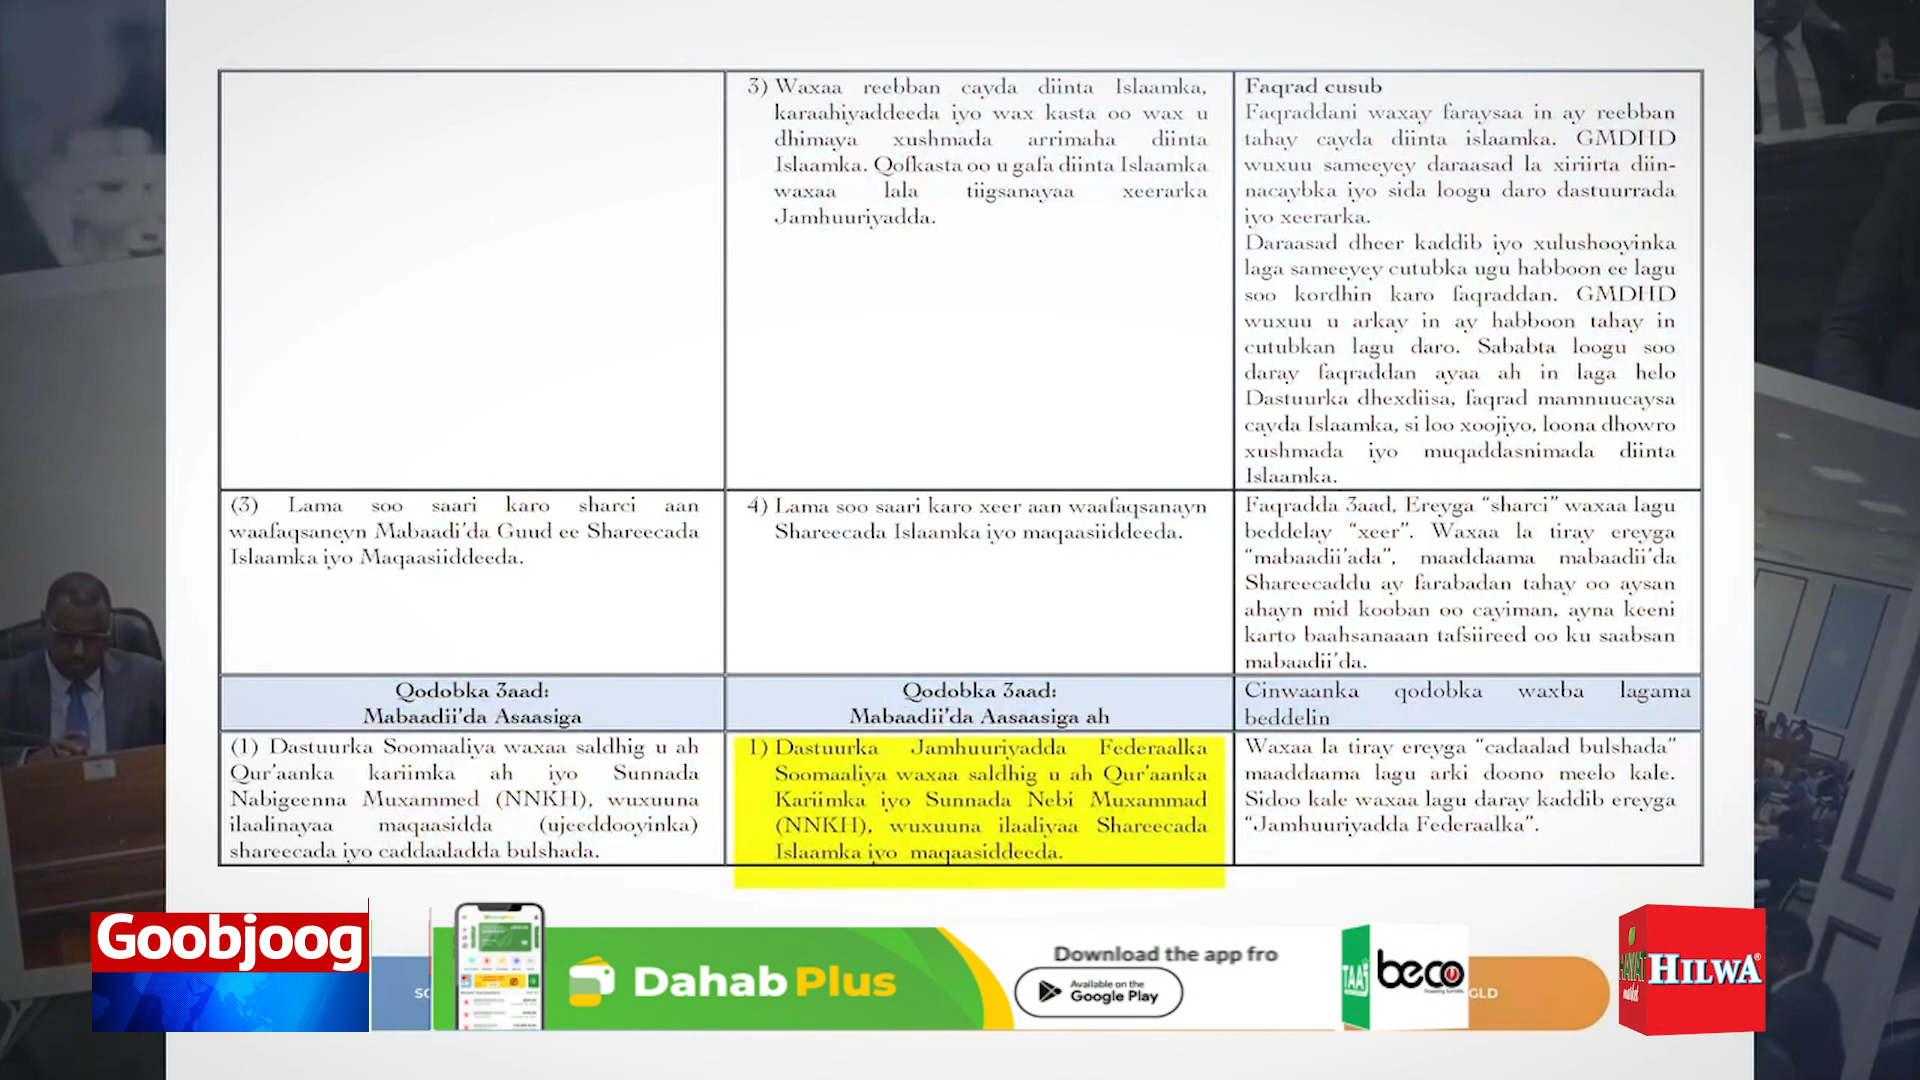 3) Waxaa reebban cayda diinta Islaamka,
karaahiyaddeeda iyo wax kasta oo wax u
dhimaya xushmada arrimaha diinta
Islaamka. Qofkasta oo u gafa diinta Islaamka
waxaa lala tiigsanayaa xeerarka
Jamhuuriyadda.
Faqrad cusub
Faqraddani waxay faraysaa in ay reebban
tahay cayda diinta islaamka. GMDHD
wuxuu sameeyey daraasad la xiriirta diin-
nacaybka iyo sida loogu daro dastuurrada
iyo xeerarka.
Daraasad dheer kaddib iyo xulushooyinka
laga sameeyey cutubka ugu habboon ee lagu
soo kordhin karo faqraddan. GMDHD
wuxuu u arkay in ay habboon tahay in
cutubkan lagu daro. Sababta loogu soo
daray faqraddan ayaa ah in laga helo
Dastuurka dhexdiisa, faqrad mamnuucaysa
cayda Islaamka, si loo xoojiyo, loona dhowro
xushmada iyo muqaddasnimada diinta
Islaamka.
(3) Lama soo saari karo sharci aan
waafaqsaneyn Mabaadi'da Guud ee Shareecada
Islaamka iyo Maqaasiiddeeda.
4) Lama soo saari karo xeer aan waafaqsanayn
Shareecada Islaamka iyo maqaasiiddeeda.
Faqradda 3aad, Ereyga “sharci” waxaa lagu
beddelay “xeer”. Waxaa la tiray ereyga
“mabaadii'ada”, maaddaama mabaadii'da
Shareecaddu ay farabadan tahay oo aysan
ahayn mid kooban oo cayiman, ayna keeni
karto baahsanaaan tafsiireed oo ku saabsan
mabaadii'da.
Qodobka 3aad:
Mabaadii'da Asaasiga
Qodobka 3aad:
Mabaadii'da Aasaasiga ah
Cinwaanka qodobka waxba lagama
beddelin
(1) Dastuurka Soomaaliya waxaa saldhig u ah
Qur'aanka kariimka ah iyo Sunnada
Nabigeenna Muxammed (NNKH), wuxuuna
ilaalinayaa maqaasidda (ujeeddooyinka)
shareecada iyo caddaaladda bulshada.
1) Dastuurka Jamhuuriyadda Federaalka
Soomaaliya waxaa saldhig u ah Qur'aanka
Kariimka iyo Sunnada Nebi Muxammad
(NNKH), wuxuuna ilaaliyaa Shareecada
Islaamka iyo maqaasiddeeda.
Waxaa la tiray ereyga “cadaalad bulshada”
maaddaama lagu arki doono meelo kale.
Sidoo kale waxaa lagu daray kaddib ereyga
“Jamhuuriyadda Federaalka”.
Goobjoog
SC
Dahab Plus
Download the app fro
Available on the
Google Play
TAAJ
beco
GLD
HAYAT
market
HILWA®